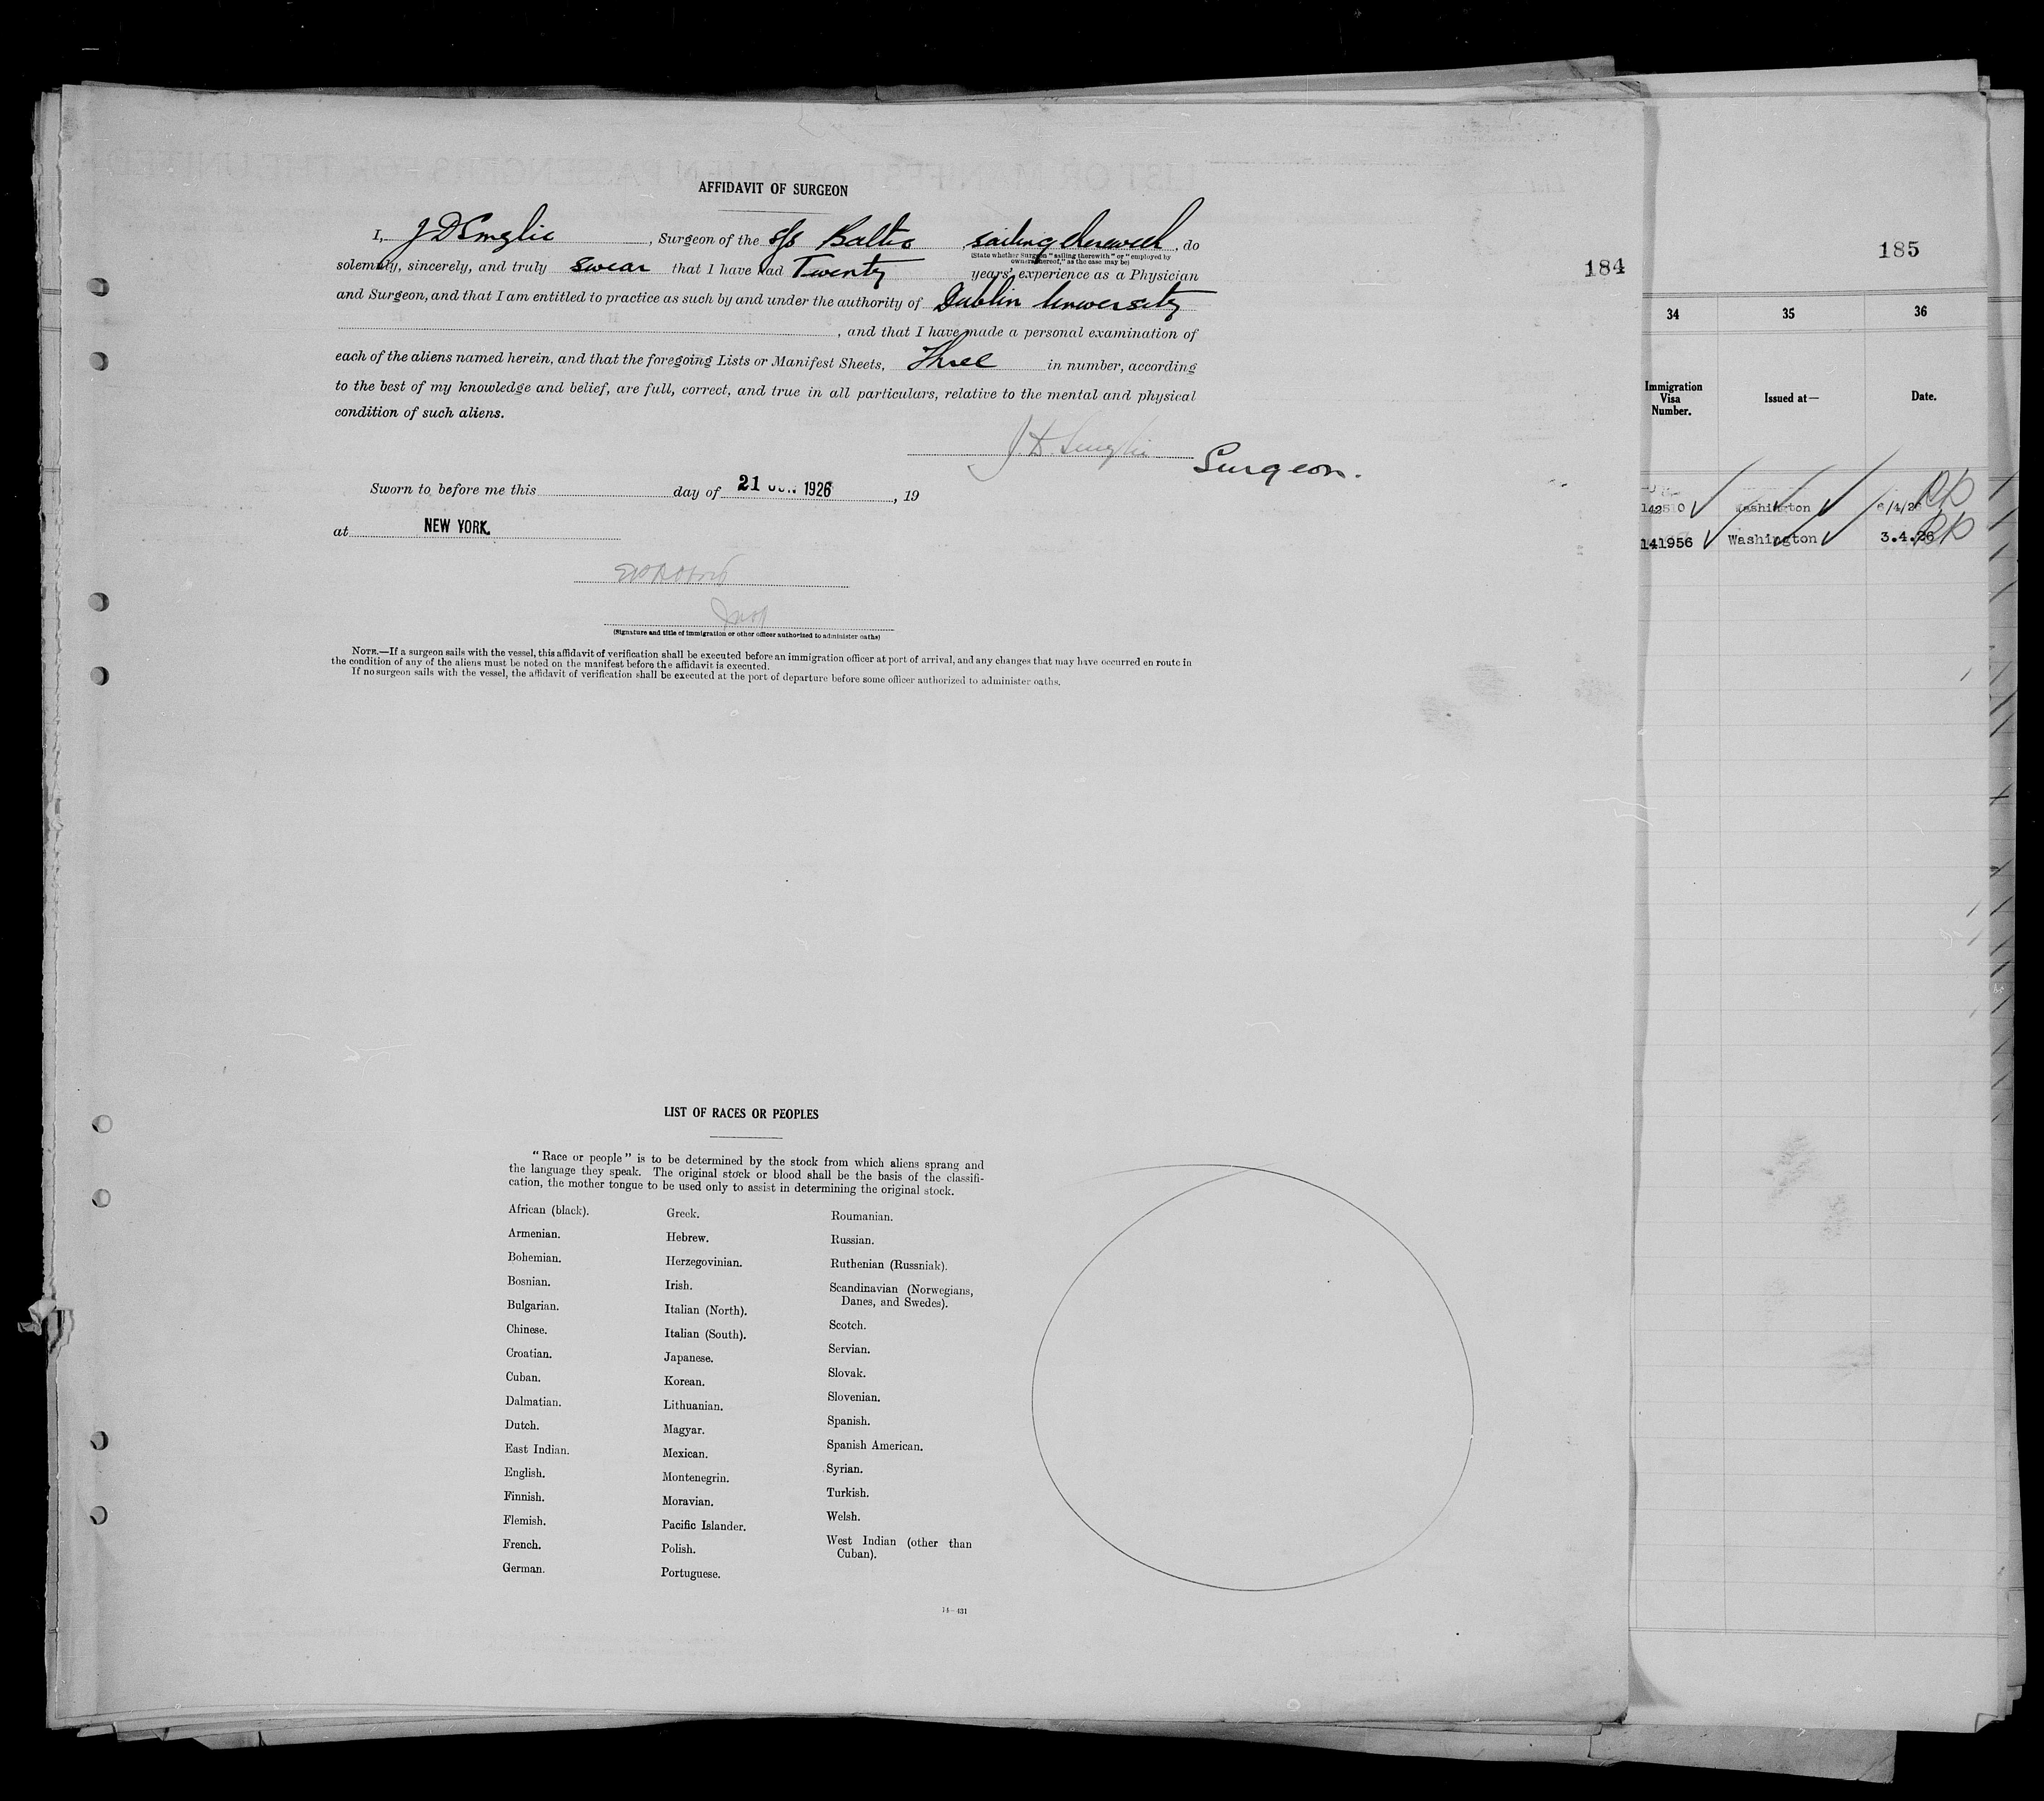 AFFIDAVIT OF SURGEON
I, , Surgeon of the s/s Baltic , sailing therewith , do
(State whether Surgeon "sailing therewith" or "employed by
owners thereof," as the case may be)
solemnly, sincerely, and truly swear that I have had Twenty years' experience as a Physician
and Surgeon, and that I am entitled to practice as such by and under the authority of Dublin University
, and that I have made a personal examination of
each of the aliens named herein, and that the foregoing Lists or Manifest Sheets, Three in number, according
to the best of my knowledge and belief, are full, correct, and true in all particulars, relative to the mental and physical
condition of such aliens.
J. D.
Surgeon.
Sworn to before me this day of 21 JUN 1926 , 19
at NEW YORK.
(Signature and title of immigration or other officer authorized to administer oaths)
NOTE.—If a surgeon sails with the vessel, this affidavit of verification shall be executed before an immigration officer at port of arrival, and any changes that may have occurred en route in
the condition of any of the aliens must be noted on the manifest before the affidavit is executed.
If no surgeon sails with the vessel, the affidavit of verification shall be executed at the port of departure before some officer authorized to administer oaths.
LIST OF RACES OR PEOPLES
"Race or people" is to be determined by the stock from which aliens sprang and
the language they speak. The original stock or blood shall be the basis of the classifi-
cation, the mother tongue to be used only to assist in determining the original stock.
African (black).
Armenian.
Bohemian.
Bosnian.
Bulgarian.
Chinese.
Croatian.
Cuban.
Dalmatian.
Dutch.
East Indian.
English.
Finnish.
Flemish.
French.
German.
Greek.
Hebrew.
Herzegovinian.
Irish.
Italian (North).
Italian (South).
Japanese.
Korean.
Lithuanian.
Magyar.
Mexican.
Montenegrin.
Moravian.
Pacific Islander.
Polish.
Portuguese.
Roumanian.
Russian.
Ruthenian (Russniak).
Scandinavian (Norwegians,
Danes, and Swedes).
Scotch.
Servian.
Slovak.
Slovenian.
Spanish.
Spanish American.
Syrian.
Turkish.
Welsh.
West Indian (other than
Cuban).
14—431
184
185
34 35 36
Immigration
Visa
Number.
Issued at—
Date.
Washington
141956 Washington 3.4.26